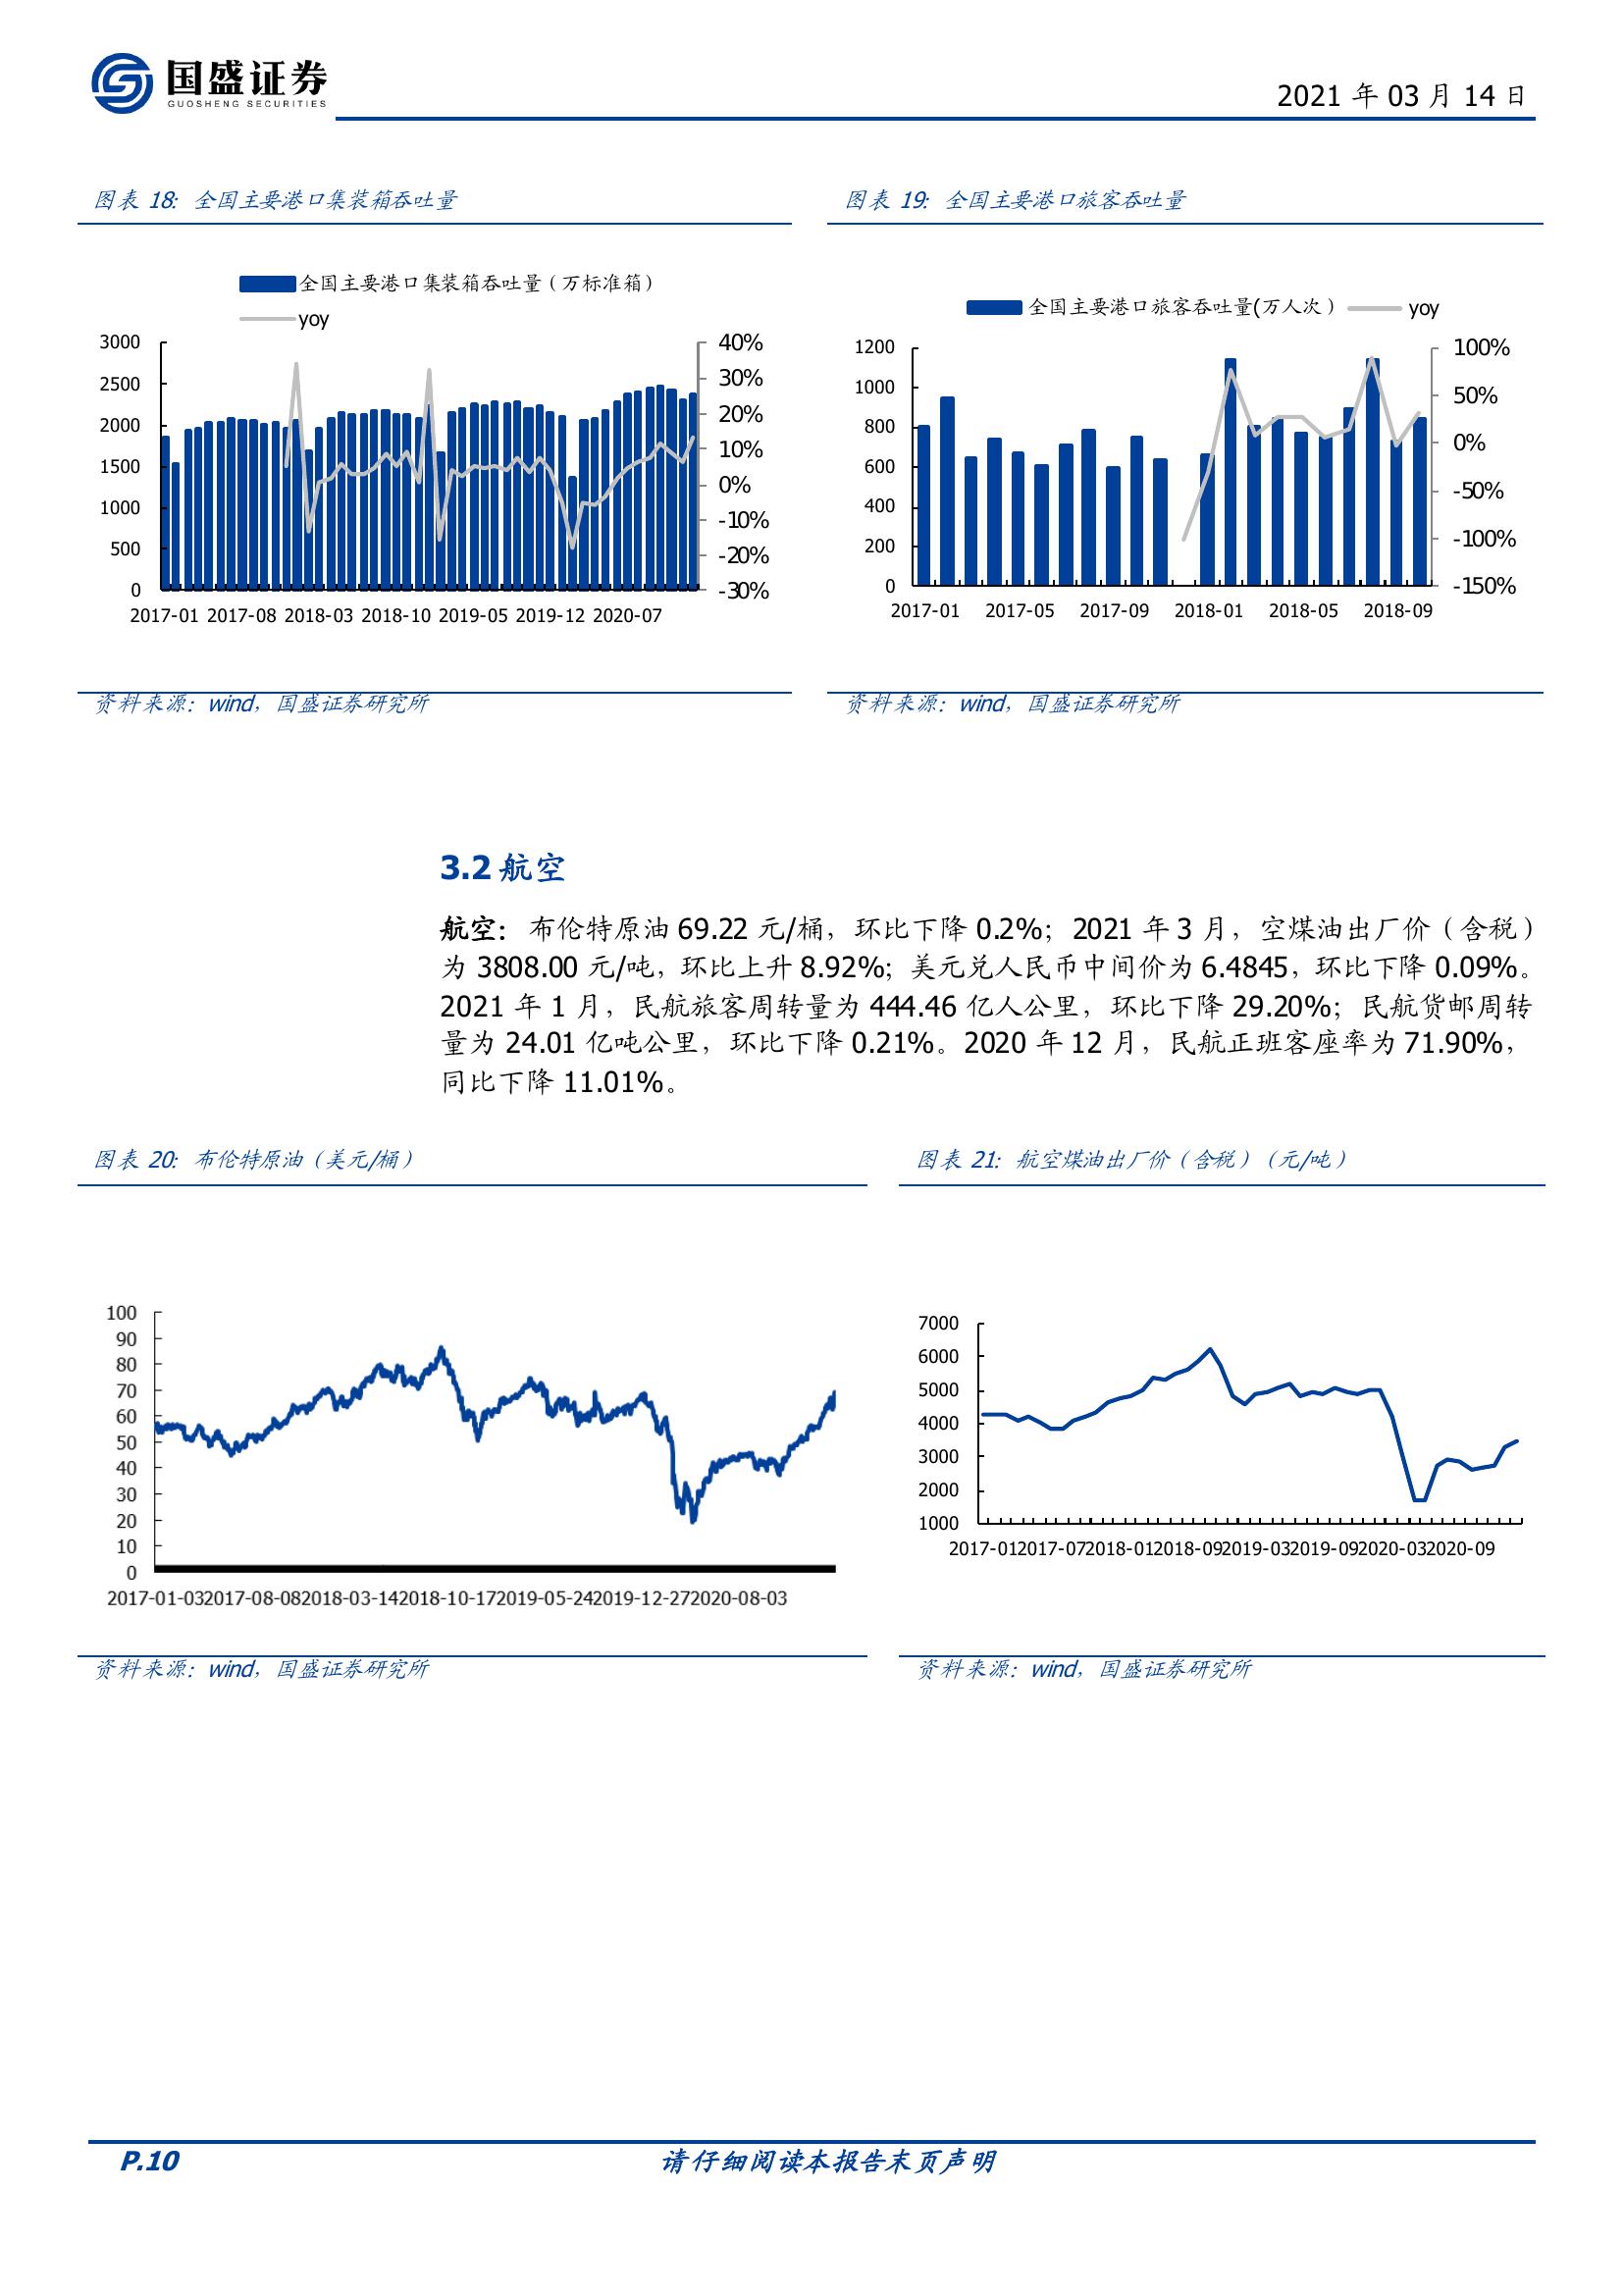 国盛证券
GUOSHENG SECURITIES
2021 年 03 月 14 日
图表 18: 全国主要港口集装箱吞吐量
全国主要港口集装箱吞吐量（万标准箱）
yoy
3000
2500
2000
1500
1000
500
0
40%
30%
20%
10%
0%
-10%
-20%
-30%
2017-01 2017-08 2018-03 2018-10 2019-05 2019-12 2020-07
资料来源：wind，国盛证券研究所
图表 19: 全国主要港口旅客吞吐量
全国主要港口旅客吞吐量(万人次） yoy
1200
1000
800
600
400
200
0
100%
50%
0%
-50%
-100%
-150%
2017-01 2017-05 2017-09 2018-01 2018-05 2018-09
资料来源：wind，国盛证券研究所
3.2 航空
航空：布伦特原油 69.22 元/桶，环比下降 0.2%；2021 年 3 月，空煤油出厂价（含税）
为 3808.00 元/吨，环比上升 8.92%；美元兑人民币中间价为 6.4845，环比下降 0.09%。
2021 年 1 月，民航旅客周转量为 444.46 亿人公里，环比下降 29.20%；民航货邮周转
量为 24.01 亿吨公里，环比下降 0.21%。2020 年 12 月，民航正班客座率为 71.90%，
同比下降 11.01%。
图表 20: 布伦特原油（美元/桶）
100
90
80
70
60
50
40
30
20
10
0
2017-01-03 2017-08-08 2018-03-14 2018-10-17 2019-05-24 2019-12-27 2020-08-03
资料来源：wind，国盛证券研究所
图表 21: 航空煤油出厂价（含税）（元/吨）
7000
6000
5000
4000
3000
2000
1000
2017-01 2017-07 2018-01 2018-09 2019-03 2019-09 2020-03 2020-09
资料来源：wind，国盛证券研究所
P.10
请仔细阅读本报告末页声明